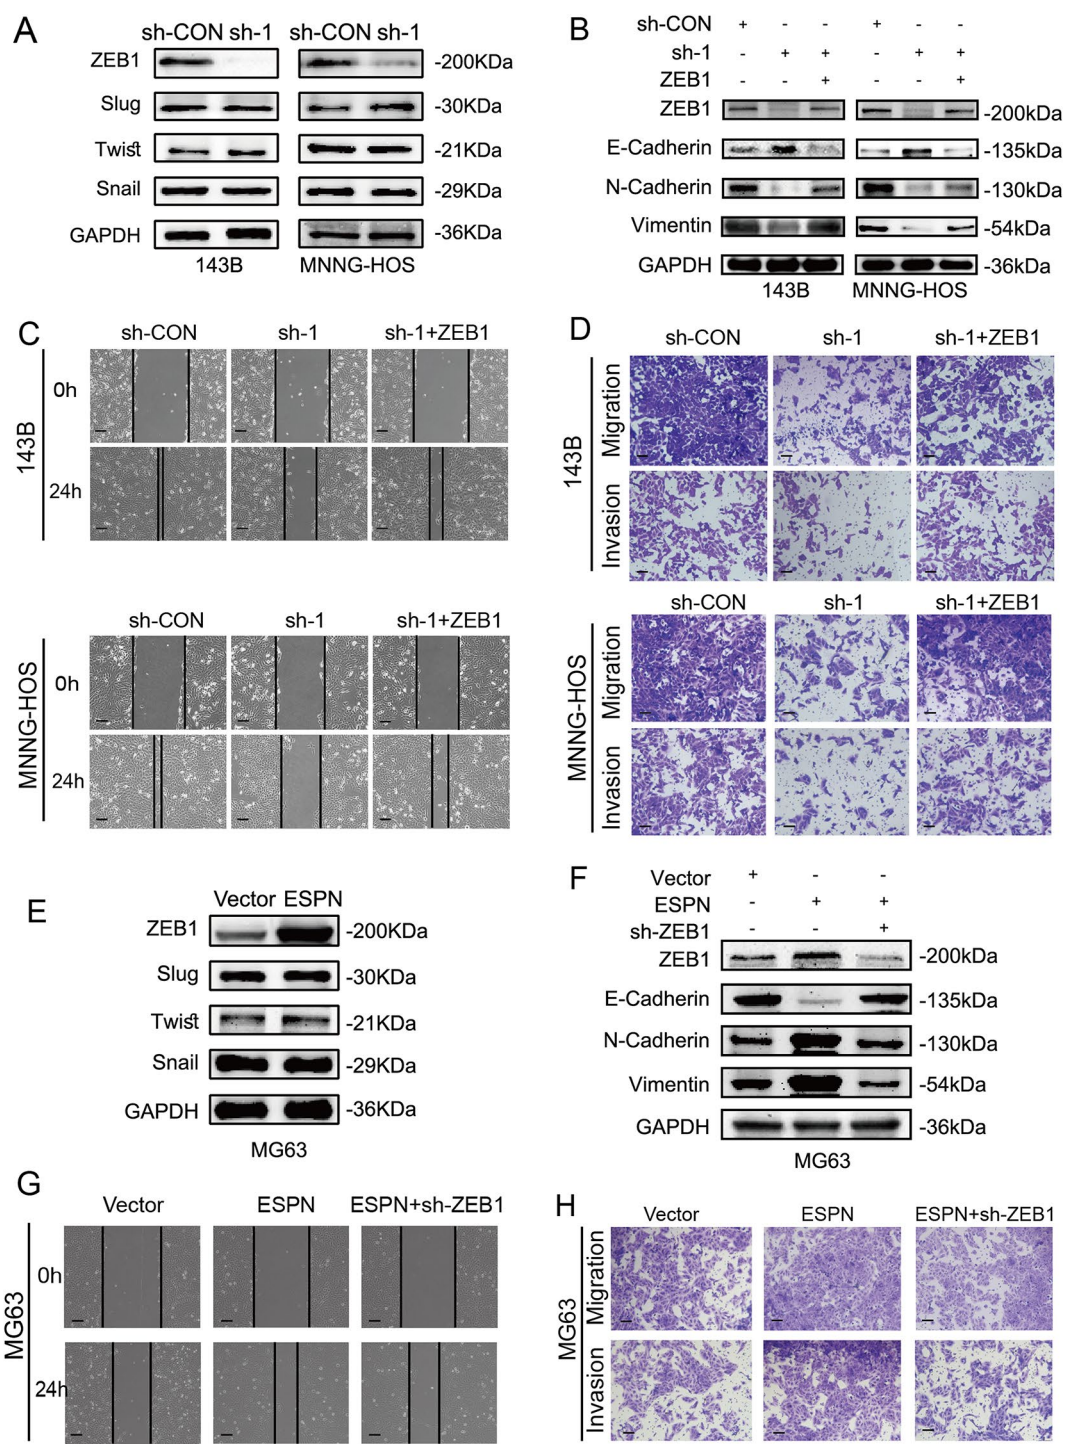 A
sh-CON sh-1 sh-CON sh-1
ZEB1 -200KDa
Slug -30KDa
Twist -21KDa
Snail -29KDa
GAPDH -36KDa
143B MNNG-HOS
B
sh-CON + - - + - -
sh-1 - + + - + +
ZEB1 - - + - - +
ZEB1 -200kDa
E-Cadherin -135kDa
N-Cadherin -130kDa
Vimentin -54kDa
GAPDH -36kDa
143B MNNG-HOS
C
sh-CON sh-1 sh-1+ZEB1
143B
0h
24h
sh-CON sh-1 sh-1+ZEB1
MNNG-HOS
0h
24h
D
sh-CON sh-1 sh-1+ZEB1
143B
Migration
Invasion
sh-CON sh-1 sh-1+ZEB1
MNNG-HOS
Migration
Invasion
E
Vector ESPN
ZEB1 -200KDa
Slug -30KDa
Twist -21KDa
Snail -29KDa
GAPDH -36KDa
MG63
F
Vector + - -
ESPN - + +
sh-ZEB1 - - +
ZEB1 -200kDa
E-Cadherin -135kDa
N-Cadherin -130kDa
Vimentin -54kDa
GAPDH -36kDa
MG63
G
Vector ESPN ESPN+sh-ZEB1
MG63
0h
24h
H
Vector ESPN ESPN+sh-ZEB1
MG63
Migration
Invasion